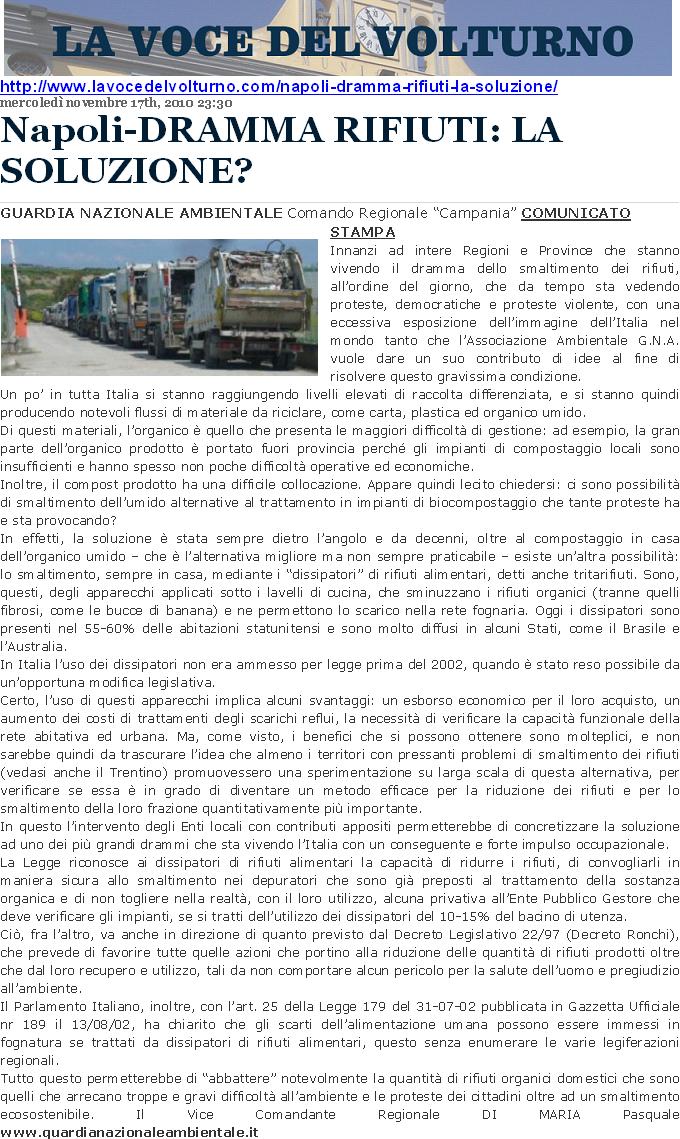 LA VOCE DEL VOLTURNO
http://www.lavocedelvolturno.com/napoli-dramma-rifiuti-la-soluzione/
mercoledì novembre 17th, 2010 23:30
Napoli-DRAMMA RIFIUTI: LA
SOLUZIONE?
GUARDIA NAZIONALE AMBIENTALE Comando Regionale “Campania” COMUNICATO
STAMPA
Innanzi ad intere Regioni e Province che stanno
vivendo il dramma dello smaltimento dei rifiuti,
all’ordine del giorno, che da tempo sta vedendo
proteste, democratiche e proteste violente, con una
eccessiva esposizione dell’immagine dell’Italia nel
mondo tanto che l’Associazione Ambientale G.N.A.
vuole dare un suo contributo di idee al fine di
risolvere questo gravissima condizione.
Un po’ in tutta Italia si stanno raggiungendo livelli elevati di raccolta differenziata, e si stanno quindi
producendo notevoli flussi di materiale da riciclare, come carta, plastica ed organico umido.
Di questi materiali, l’organico è quello che presenta le maggiori difficoltà di gestione: ad esempio, la gran
parte dell’organico prodotto è portato fuori provincia perché gli impianti di compostaggio locali sono
insufficienti e hanno spesso non poche difficoltà operative ed economiche.
Inoltre, il compost prodotto ha una difficile collocazione. Appare quindi lecito chiedersi: ci sono possibilità
di smaltimento dell’umido alternative al trattamento in impianti di biocompostaggio che tante proteste ha
e sta provocando?
In effetti, la soluzione è stata sempre dietro l’angolo e da decenni, oltre al compostaggio in casa
dell’organico umido – che è l’alternativa migliore ma non sempre praticabile – esiste un’altra possibilità:
lo smaltimento, sempre in casa, mediante i “dissipatori” di rifiuti alimentari, detti anche tritarifiuti. Sono,
questi, degli apparecchi applicati sotto i lavelli di cucina, che sminuzzano i rifiuti organici (tranne quelli
fibrosi, come le bucce di banana) e ne permettono lo scarico nella rete fognaria. Oggi i dissipatori sono
presenti nel 55-60% delle abitazioni statunitensi e sono molto diffusi in alcuni Stati, come il Brasile e
l’Australia.
In Italia l’uso dei dissipatori non era ammesso per legge prima del 2002, quando è stato reso possibile da
un’opportuna modifica legislativa.
Certo, l’uso di questi apparecchi implica alcuni svantaggi: un esborso economico per il loro acquisto, un
aumento dei costi di trattamenti degli scarichi reflui, la necessità di verificare la capacità funzionale della
rete abitativa ed urbana. Ma, come visto, i benefici che si possono ottenere sono molteplici, e non
sarebbe quindi da trascurare l’idea che almeno i territori con pressanti problemi di smaltimento dei rifiuti
(vedasi anche il Trentino) promuovessero una sperimentazione su larga scala di questa alternativa, per
verificare se essa è in grado di diventare un metodo efficace per la riduzione dei rifiuti e per lo
smaltimento della loro frazione quantitativamente più importante.
In questo l’intervento degli Enti locali con contributi appositi permetterebbe di concretizzare la soluzione
ad uno dei più grandi drammi che sta vivendo l’Italia con un conseguente e forte impulso occupazionale.
La Legge riconosce ai dissipatori di rifiuti alimentari la capacità di ridurre i rifiuti, di convogliarli in
maniera sicura allo smaltimento nei depuratori che sono già preposti al trattamento della sostanza
organica e di non togliere nella realtà, con il loro utilizzo, alcuna privativa all’Ente Pubblico Gestore che
deve verificare gli impianti, se si tratti dell’utilizzo dei dissipatori del 10-15% del bacino di utenza.
Ciò, fra l’altro, va anche in direzione di quanto previsto dal Decreto Legislativo 22/97 (Decreto Ronchi),
che prevede di favorire tutte quelle azioni che portino alla riduzione delle quantità di rifiuti prodotti oltre
che dal loro recupero e utilizzo, tali da non comportare alcun pericolo per la salute dell’uomo e pregiudizio
all’ambiente.
Il Parlamento Italiano, inoltre, con l’art. 25 della Legge 179 del 31-07-02 pubblicata in Gazzetta Ufficiale
nr 189 il 13/08/02, ha chiarito che gli scarti dell’alimentazione umana possono essere immessi in
fognatura se trattati da dissipatori di rifiuti alimentari, questo senza enumerare le varie legiferazioni
regionali.
Tutto questo permetterebbe di “abbattere” notevolmente la quantità di rifiuti organici domestici che sono
quelli che arrecano troppe e gravi difficoltà all’ambiente e le proteste dei cittadini oltre ad un smaltimento
ecosostenibile. Il Vice Comandante Regionale DI MARIA Pasquale
www.guardianazionaleambientale.it